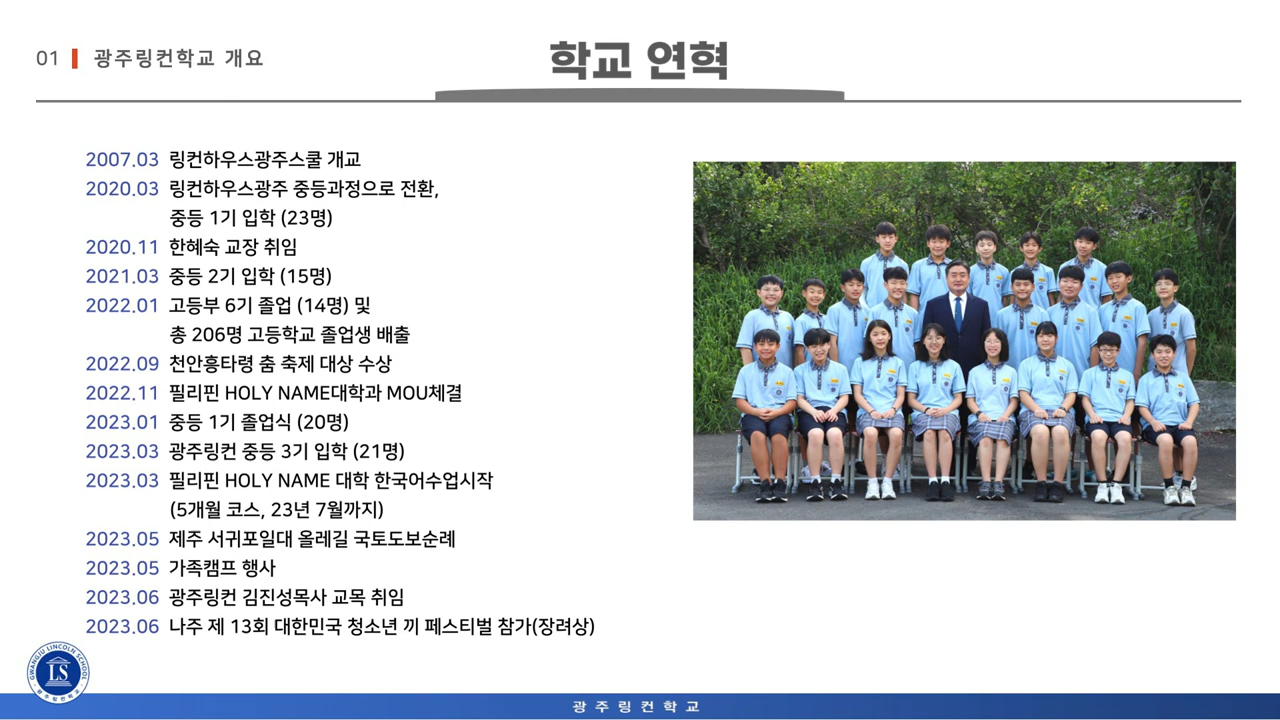 01 광주링컨학교 개요
학교 연혁
2007.03 링컨하우스광주스쿨 개교
2020.03 링컨하우스광주 중등과정으로 전환,
중등 1기 입학 (23명)
2020.11 한혜숙 교장 취임
2021.03 중등 2기 입학 (15명)
2022.01 고등부 6기 졸업 (14명) 및
총 206명 고등학교 졸업생 배출
2022.09 천안흥타령 춤 축제 대상 수상
2022.11 필리핀 HOLY NAME대학과 MOU체결
2023.01 중등 1기 졸업식 (20명)
2023.03 광주링컨 중등 3기 입학 (21명)
2023.03 필리핀 HOLY NAME 대학 한국어수업시작
(5개월 코스, 23년 7월까지)
2023.05 제주 서귀포일대 올레길 국토도보순례
2023.05 가족캠프 행사
2023.06 광주링컨 김진성목사 교목 취임
2023.06 나주 제 13회 대한민국 청소년 끼 페스티벌 참가(장려상)
GWANGJU LINCOLN SCHOOL
LS
광주링컨학교
광주링컨학교